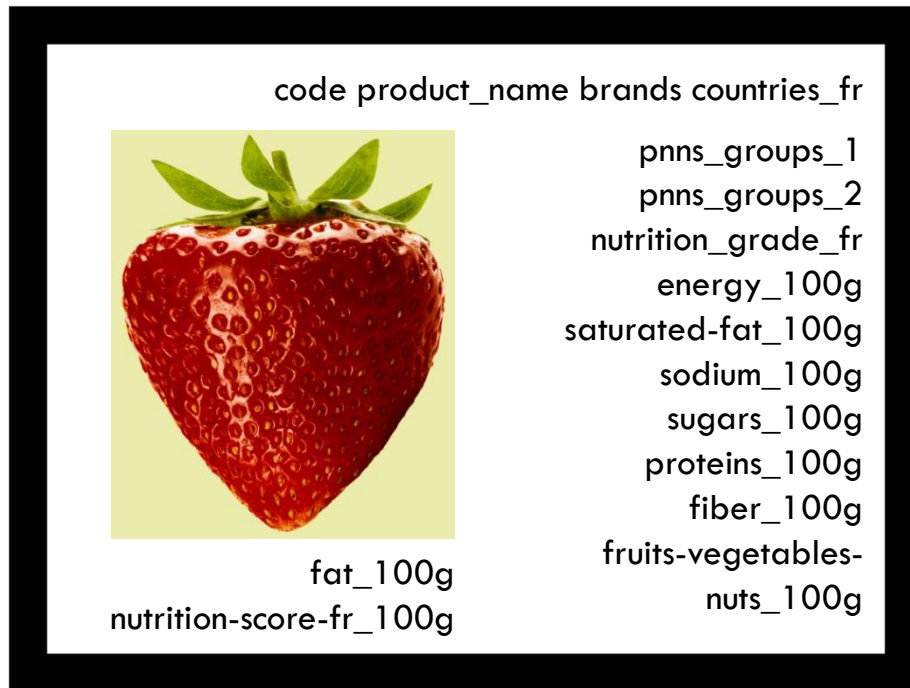 code product_name brands countries_fr
pnns_groups_1
pnns_groups_2
nutrition_grade_fr
energy_100g
saturated-fat_100g
sodium_100g
sugars_100g
proteins_100g
fiber_100g
fruits-vegetables-
nuts_100g
fat_100g
nutrition-score-fr_100g